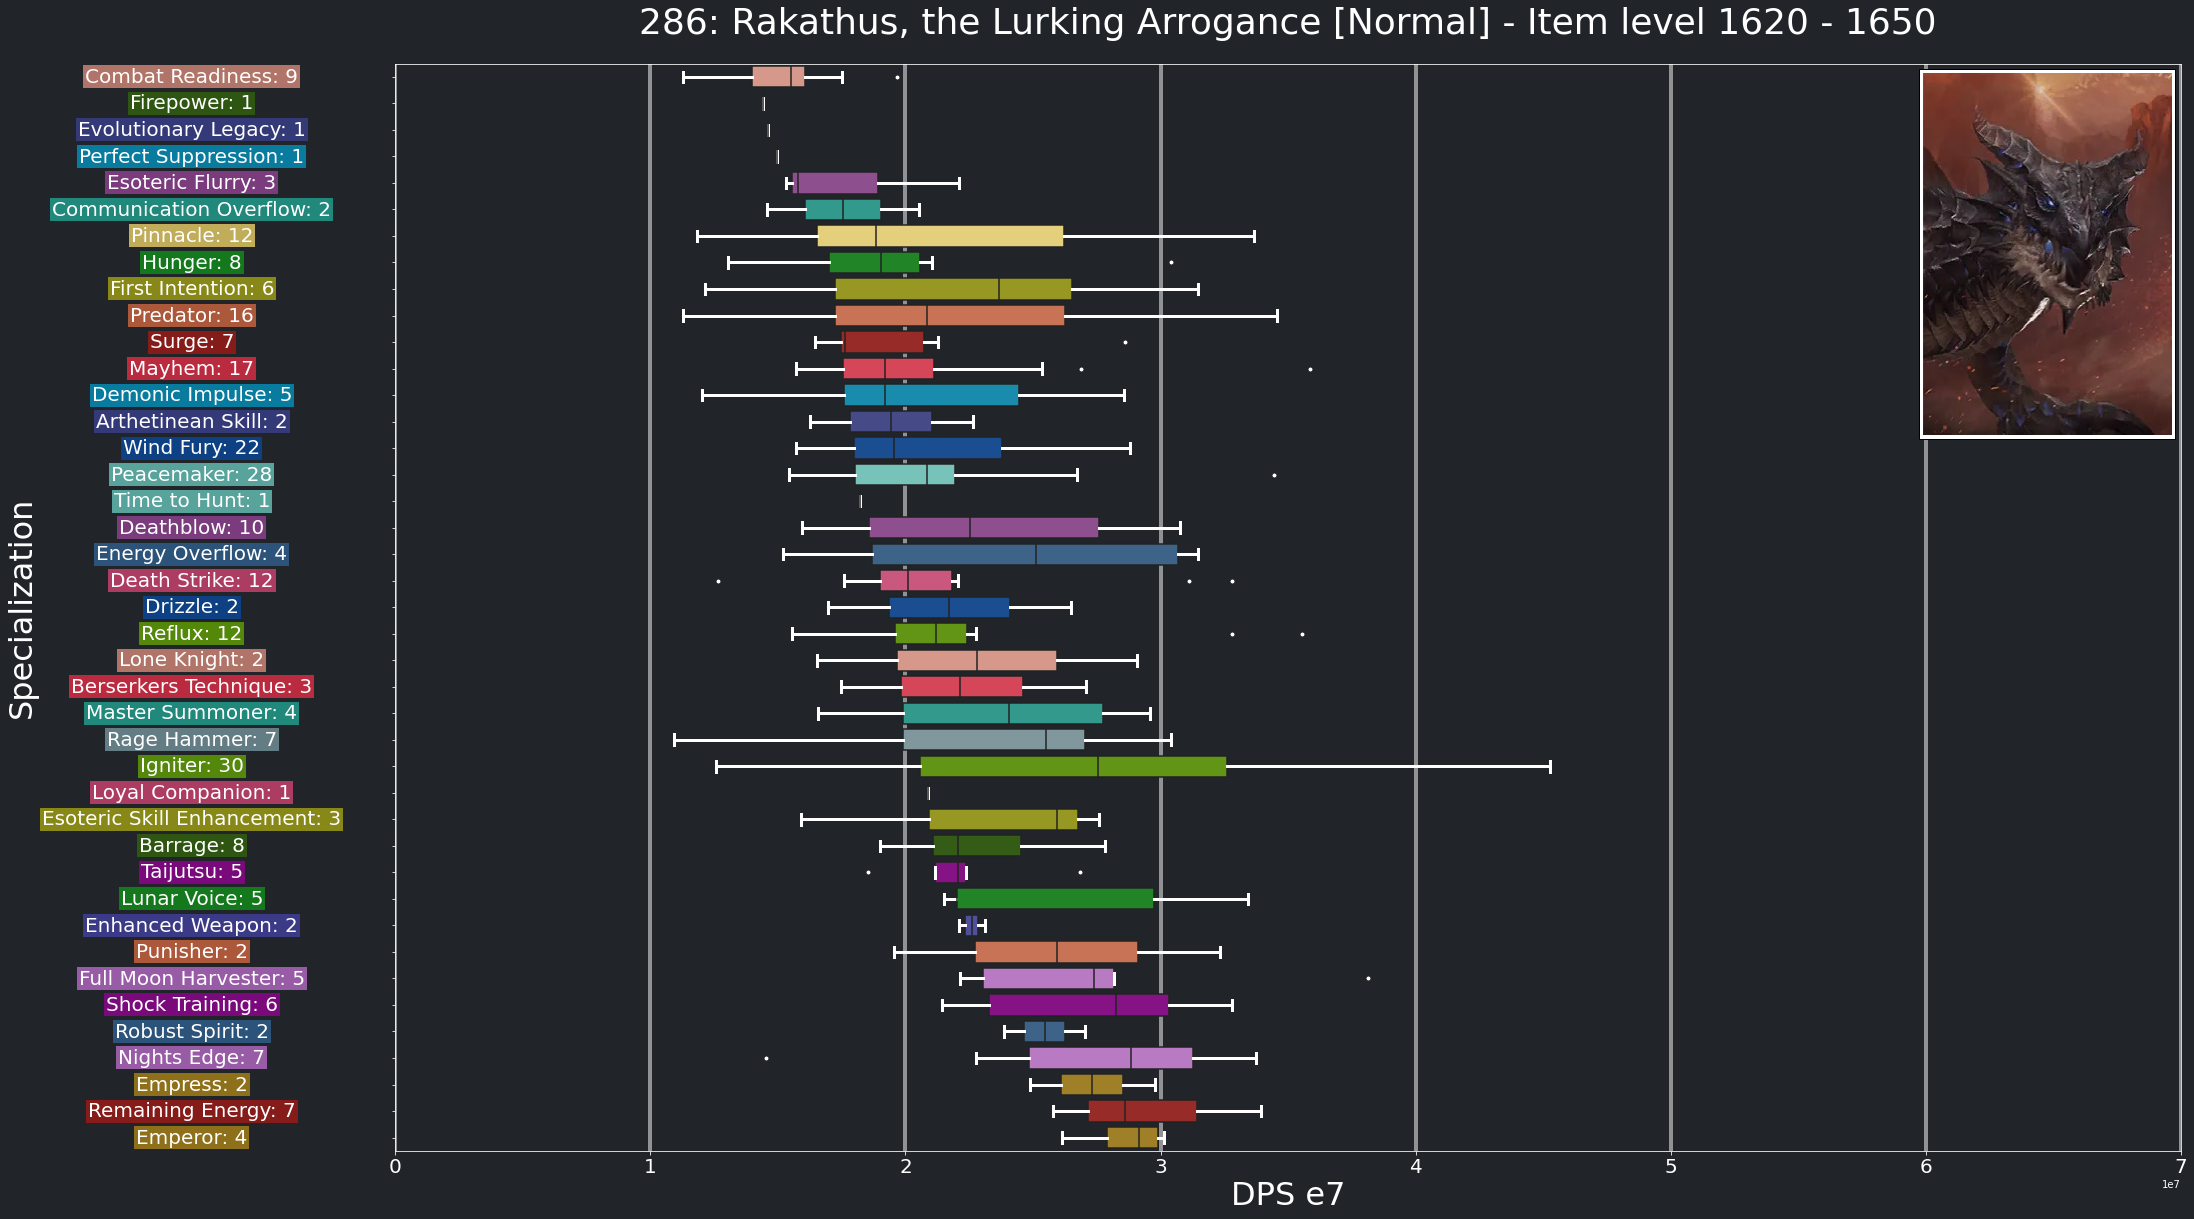 286: Rakathus, the Lurking Arrogance [Normal] - Item level 1620 - 1650
Specialization
Combat Readiness: 9
Firepower: 1
Evolutionary Legacy: 1
Perfect Suppression: 1
Esoteric Flurry: 3
Communication Overflow: 2
Pinnacle: 12
Hunger: 8
First Intention: 6
Predator: 16
Surge: 7
Mayhem: 17
Demonic Impulse: 5
Arthetinean Skill: 2
Wind Fury: 22
Peacemaker: 28
Time to Hunt: 1
Deathblow: 10
Energy Overflow: 4
Death Strike: 12
Drizzle: 2
Reflux: 12
Lone Knight: 2
Berserkers Technique: 3
Master Summoner: 4
Rage Hammer: 7
Igniter: 30
Loyal Companion: 1
Esoteric Skill Enhancement: 3
Barrage: 8
Taijutsu: 5
Lunar Voice: 5
Enhanced Weapon: 2
Punisher: 2
Full Moon Harvester: 5
Shock Training: 6
Robust Spirit: 2
Nights Edge: 7
Empress: 2
Remaining Energy: 7
Emperor: 4
0 1 2 3 4 5 6 7
1e7
DPS e7